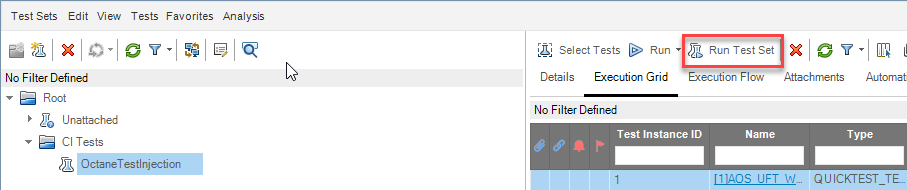 Test Sets Edit View Tests Favorites Analysis
Select Tests Run Run Test Set
No Filter Defined
Root
Unattached
CI Tests
OctaneTestInjection
Details Execution Grid Execution Flow Attachments Automati
No Filter Defined
Test Instance ID Name Type
1 [1]AOS_UFT_W... QUICKTEST_TE...